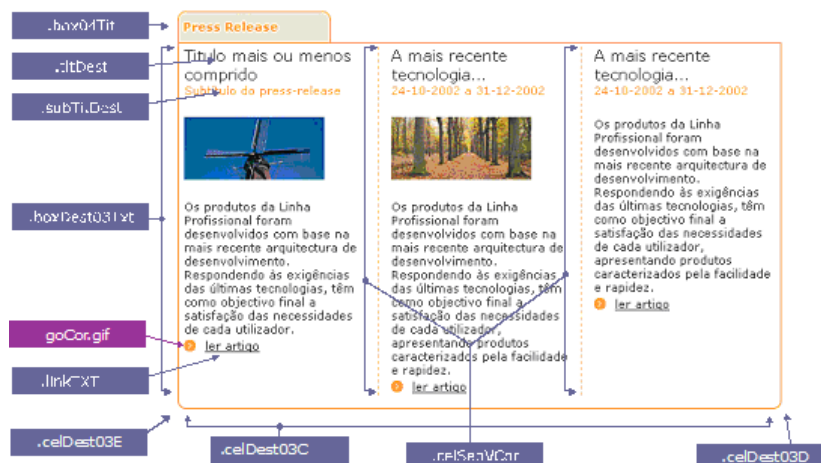 .box04Tit
Press Release
.titDest
Titulo mais ou menos
comprido
.subTitDest
Subtítulo do press-release
.boxDest03Txt
Os produtos da Linha
Profissional foram
desenvolvidos com base na
mais recente arquitetura de
desenvolvimento.
Respondendo às exigências
das últimas tecnologias, têm
como objectivo final a
satisfação das necessidades
de cada utilizador.
goCor.gif
ler artigo
.linkTXT
A mais recente
tecnologia...
24-10-2002 a 31-12-2002
Os produtos da Linha
Profissional foram
desenvolvidos com base na
mais recente arquitectura de
desenvolvimento.
Respondendo às exigências
das últimas tecnologias, têm
como objectivo final a
satisfação das necessidades
de cada utilizador,
apresentando produtos
caracterizados pela facilidade
e rapidez.
ler artigo
A mais recente
tecnologia...
24-10-2002 a 31-12-2002
Os produtos da Linha
Profissional foram
desenvolvidos com base na
mais recente arquitectura de
desenvolvimento.
Respondendo às exigências
das últimas tecnologias, têm
como objectivo final a
satisfação das necessidades
de cada utilizador,
apresentando produtos
caracterizados pela facilidade
e rapidez.
ler artigo
.celDest03E
.celDest03C
.celSepVCor
.celDest03D